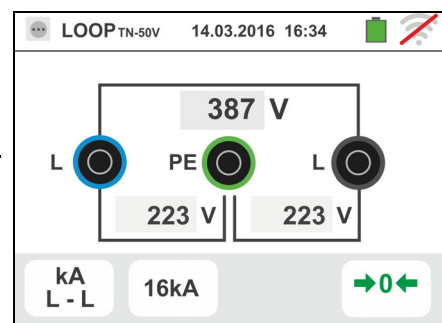 LOOP TN-50V 14.03.2016 16:34
387 V
L PE L
223 V 223 V
kA
L - L
16kA
➔0←